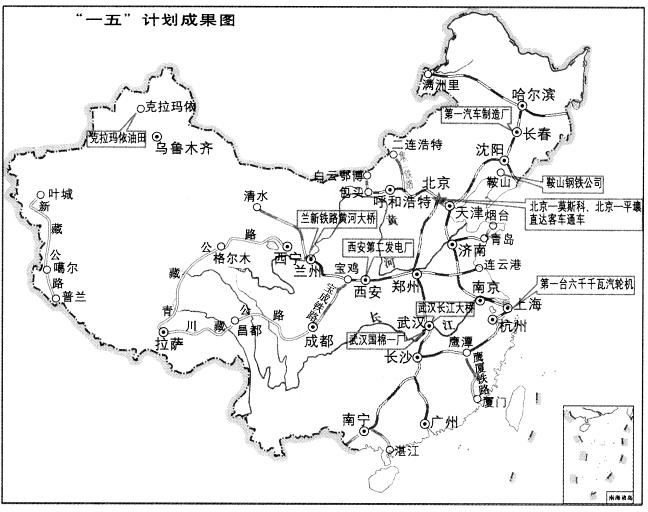 “一五”计划成果图
满洲里
哈尔滨
克拉玛依
第一汽车制造厂
长春
克拉玛依油田
乌鲁木齐
二连浩特
沈阳
集
铁路
白云鄂博
鞍山
鞍山钢铁公司
叶城
包头
呼和浩特
北京
清水
天津
烟台
北京—莫斯科、北京—平壤
直达客车通车
新藏公路
兰新铁路黄河大桥
黄河
青岛
济南
西安第二发电厂
青藏公路
格尔木
西宁
兰州
宝鸡
西安
郑州
连云港
噶尔
普兰
宝成铁路
南京
第一台六千千瓦汽轮机
上海
武汉长江大桥
川藏公路
昌都
长江
武汉
杭州
拉萨
成都
武汉国棉一厂
长沙
鹰潭
鹰厦铁路
厦门
南宁
广州
湛江
南海诸岛